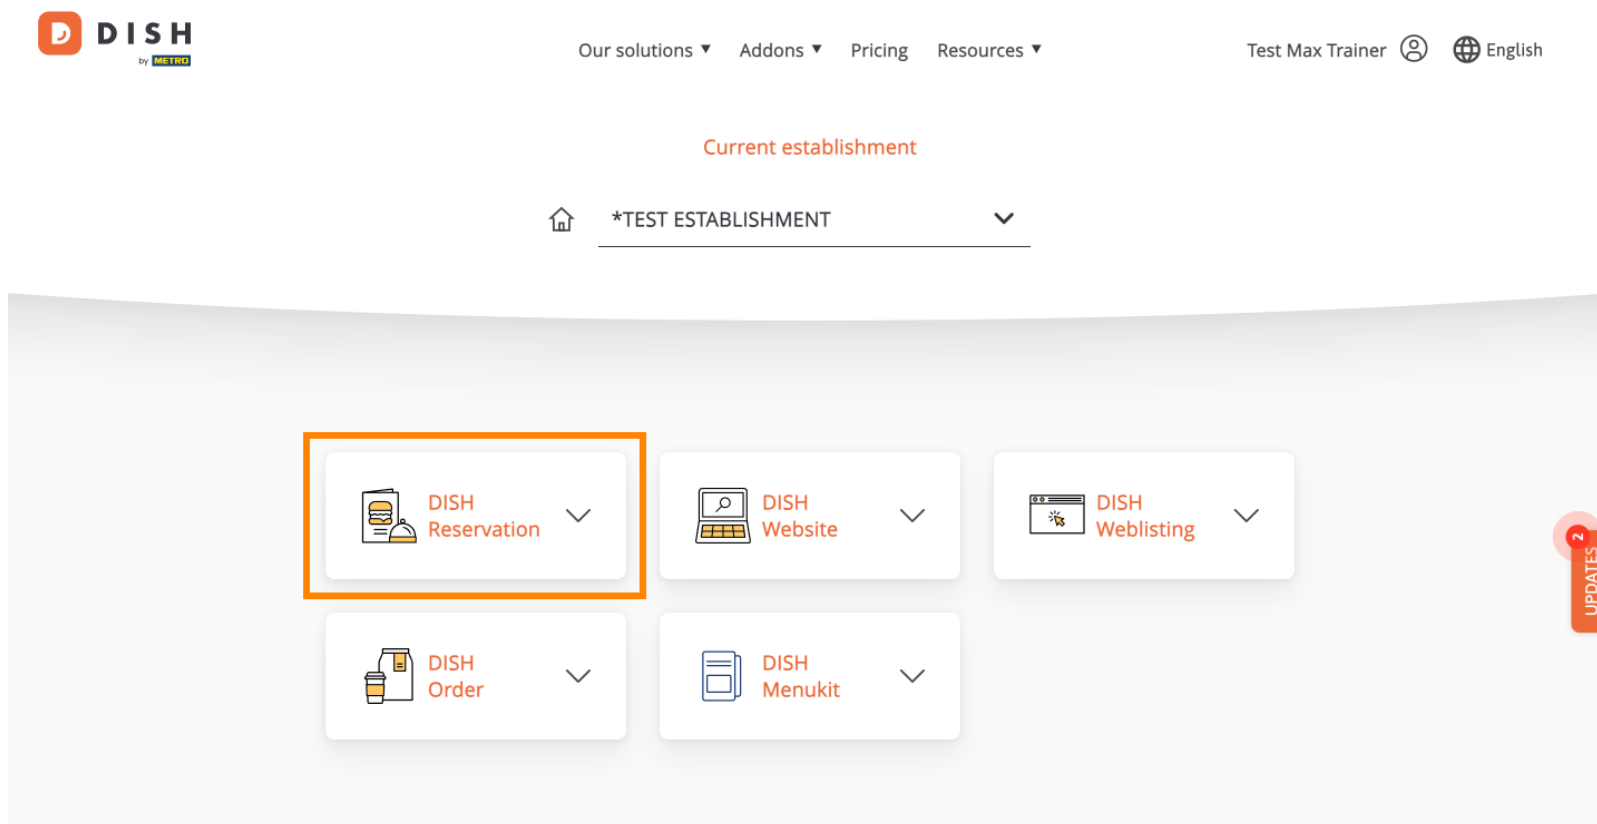 DISH
by METRO
Our solutions ▼ Addons ▼ Pricing Resources ▼
Test Max Trainer
English
Current establishment
*TEST ESTABLISHMENT
DISH
Reservation
DISH
Website
DISH
Weblisting
DISH
Order
DISH
Menukit
2
UPDATES